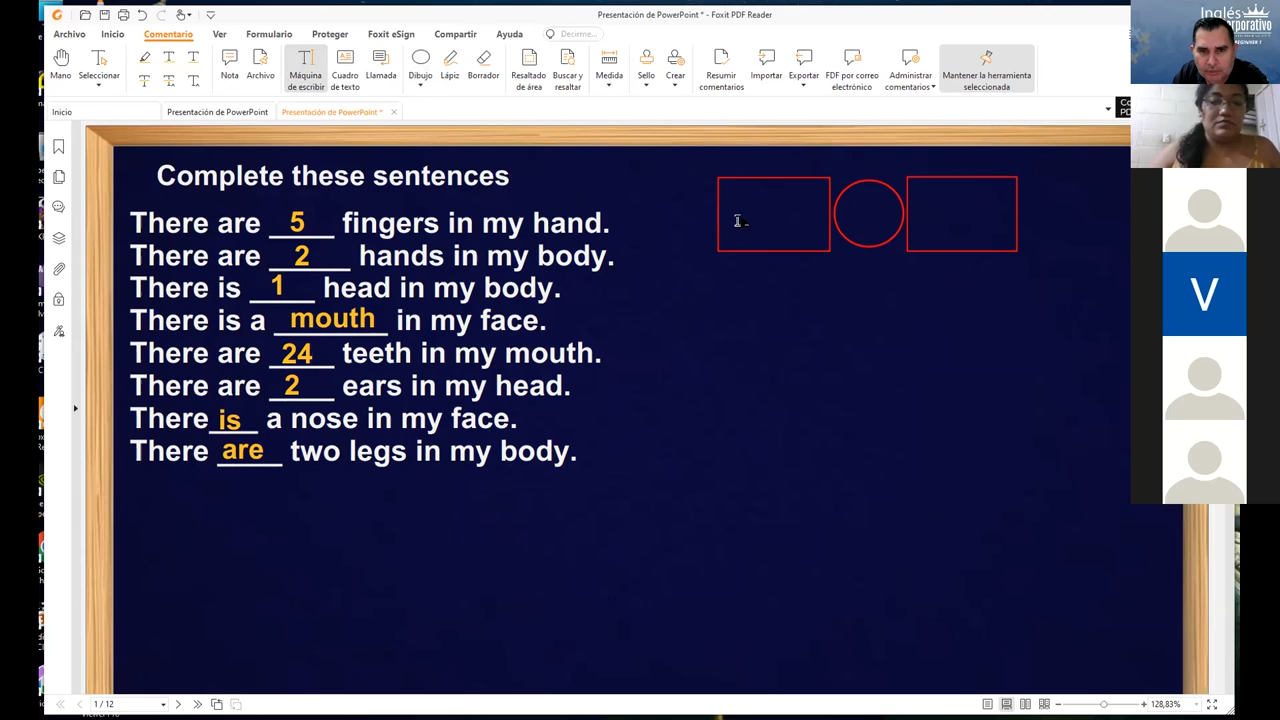 Presentación de PowerPoint * - Foxit PDF Reader
Archivo Inicio Comentario Ver Formulario Proteger Foxit eSign Compartir Ayuda Decirme...
Mano Seleccionar Nota Archivo Máquina de escribir Cuadro de texto Llamada Dibujo Lápiz Borrador Resaltado de área Buscar y resaltar Medida Sello Crear Resumir comentarios Importar Exportar PDF por correo electrónico Administrar comentarios Mantener la herramienta seleccionada
Inicio Presentación de PowerPoint Presentación de PowerPoint *
Inglés
Complete these sentences
There are 5 fingers in my hand.
There are 2 hands in my body.
There is 1 head in my body.
There is a mouth in my face.
There are 24 teeth in my mouth.
There are 2 ears in my head.
There is a nose in my face.
There are two legs in my body.
V
1 / 12
128,83%